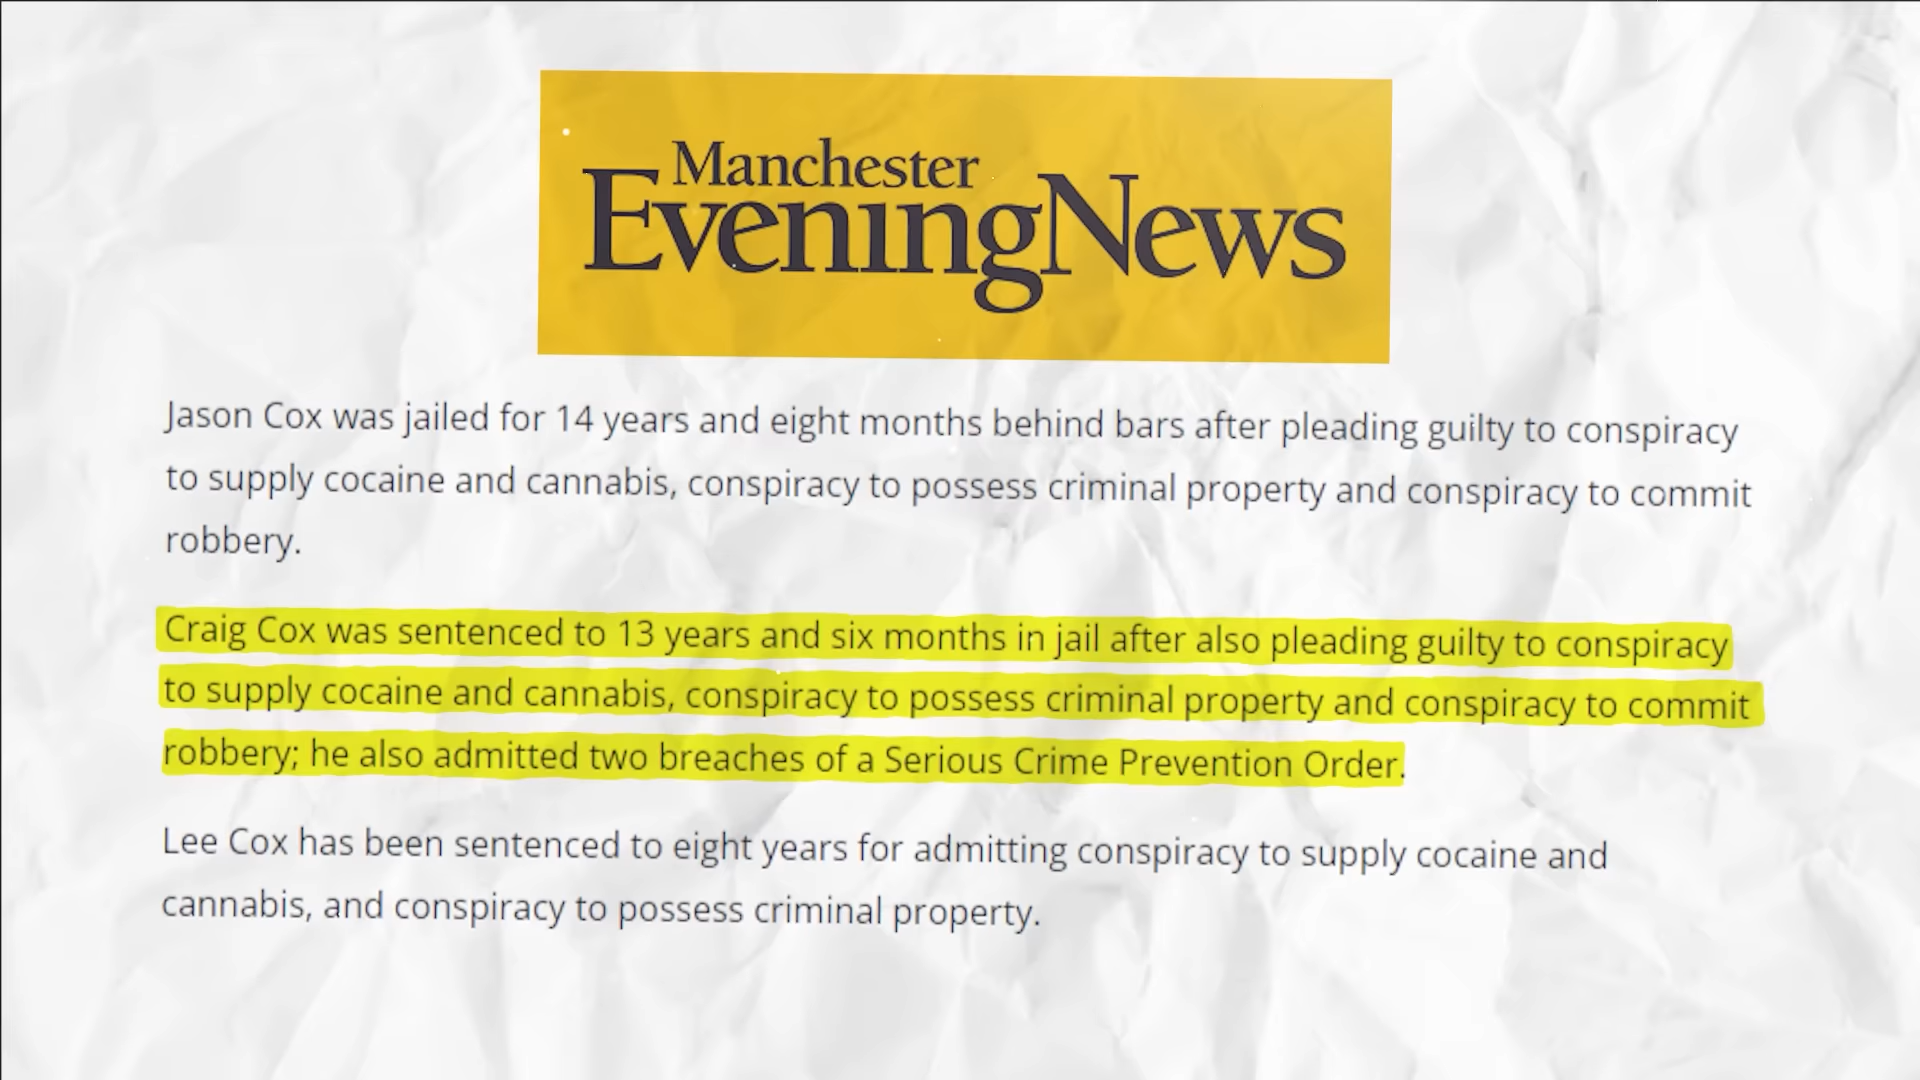 Manchester
EveningNews
Jason Cox was jailed for 14 years and eight months behind bars after pleading guilty to conspiracy
to supply cocaine and cannabis, conspiracy to possess criminal property and conspiracy to commit
robbery.
Craig Cox was sentenced to 13 years and six months in jail after also pleading guilty to conspiracy
to supply cocaine and cannabis, conspiracy to possess criminal property and conspiracy to commit
robbery; he also admitted two breaches of a Serious Crime Prevention Order.
Lee Cox has been sentenced to eight years for admitting conspiracy to supply cocaine and
cannabis, and conspiracy to possess criminal property.